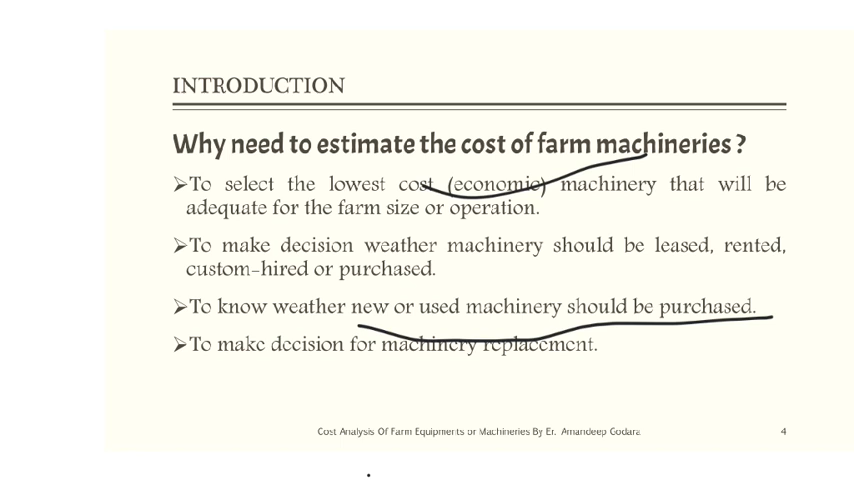 INTRODUCTION
Why need to estimate the cost of farm machineries ?
➢To select the lowest cost (economic) machinery that will be
adequate for the farm size or operation.
➢To make decision weather machinery should be leased, rented,
custom-hired or purchased.
➢To know weather new or used machinery should be purchased.
➢To make decision for machinery replacement.
Cost Analysis Of Farm Equipments or Machineries By Er. Amandeep Godara
4